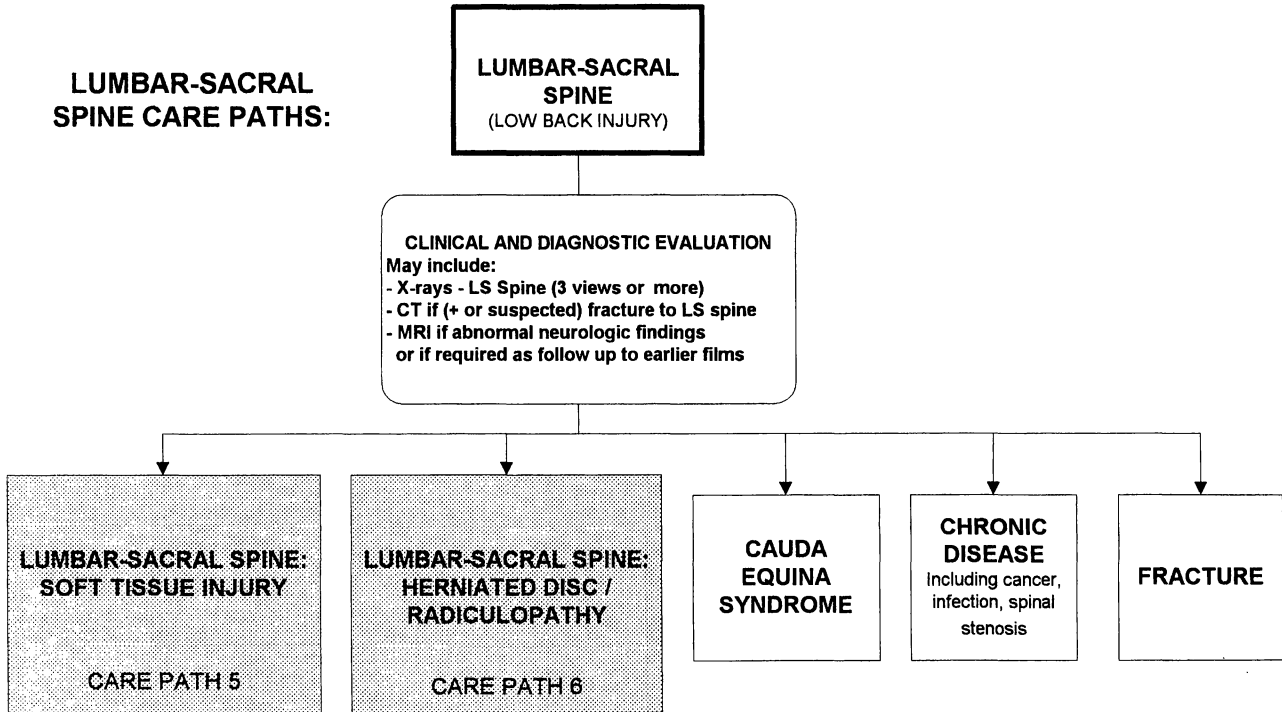 LUMBAR-SACRAL
SPINE CARE PATHS:
LUMBAR-SACRAL
SPINE
(LOW BACK INJURY)
CLINICAL AND DIAGNOSTIC EVALUATION
May include:
- X-rays - LS Spine (3 views or more)
- CT if (+ or suspected) fracture to LS spine
- MRI if abnormal neurologic findings
or if required as follow up to earlier films
LUMBAR-SACRAL SPINE:
SOFT TISSUE INJURY
CARE PATH 5
LUMBAR-SACRAL SPINE:
HERNIATED DISC /
RADICULOPATHY
CARE PATH 6
CAUDA
EQUINA
SYNDROME
CHRONIC
DISEASE
Including cancer,
infection, spinal
stenosis
FRACTURE